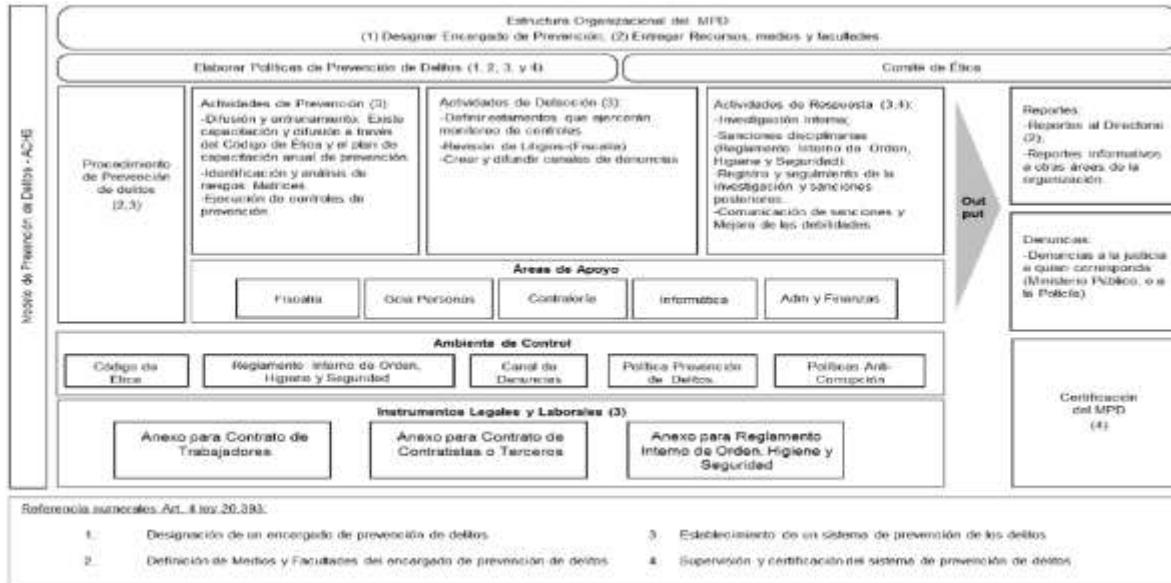 Modelo de Prevención de Delitos - ACHS
Estructura Organizacional del MPD
(1) Designar Encargado de Prevención, (2) Entregar Recursos, medios y facultades
Elaborar Políticas de Prevención de Delitos (1, 2, 3, y 4)
Comité de Ética
Procedimiento
de Prevención
de delitos
(2,3)
Actividades de Prevención (3):
-Difusión y entrenamiento: Existe
capacitación y difusión a través
del Código de Ética y el plan de
capacitación anual de prevención
-Identificación y análisis de
riesgos: Matrices.
-Ejecución de controles de
prevención
Actividades de Detección (3):
-Definir estamentos que ejercerán
monitoreo de controles
-Revisión de Litigios-(Fiscalía)
-Crear y difundir canales de denuncias
Actividades de Respuesta (3,4):
-Investigación Interna;
-Sanciones disciplinarias
(Reglamento Interno de Orden,
Higiene y Seguridad)
-Registro y seguimiento de la
investigación y sanciones
posteriores.
-Comunicación de sanciones y
Mejora de las debilidades
Out
put
Reportes:
-Reportes al Directorio
(2);
-Reportes informativos
a otras áreas de la
organización.
Denuncias:
-Denuncias a la justicia
a quien corresponda
(Ministerio Público, o a
la Policía)
Áreas de Apoyo
Fiscalía
Gcia Personas
Contraloría
Informática
Adm y Finanzas
Ambiente de Control
Código de
Ética
Reglamento Interno de Orden,
Higiene y Seguridad
Canal de
Denuncias
Política Prevención
de Delitos.
Políticas Anti-
Corrupción
Certificación
del MPD
(4)
Instrumentos Legales y Laborales (3)
Anexo para Contrato de
Trabajadores
Anexo para Contrato de
Contratistas o Terceros
Anexo para Reglamento
Interno de Orden, Higiene y
Seguridad
Referencia numerales Art. 4 ley 20.393:
1. Designación de un encargado de prevención de delitos
2. Definición de Medios y Facultades del encargado de prevención de delitos
3. Establecimiento de un sistema de prevención de los delitos
4. Supervisión y certificación del sistema de prevención de delitos